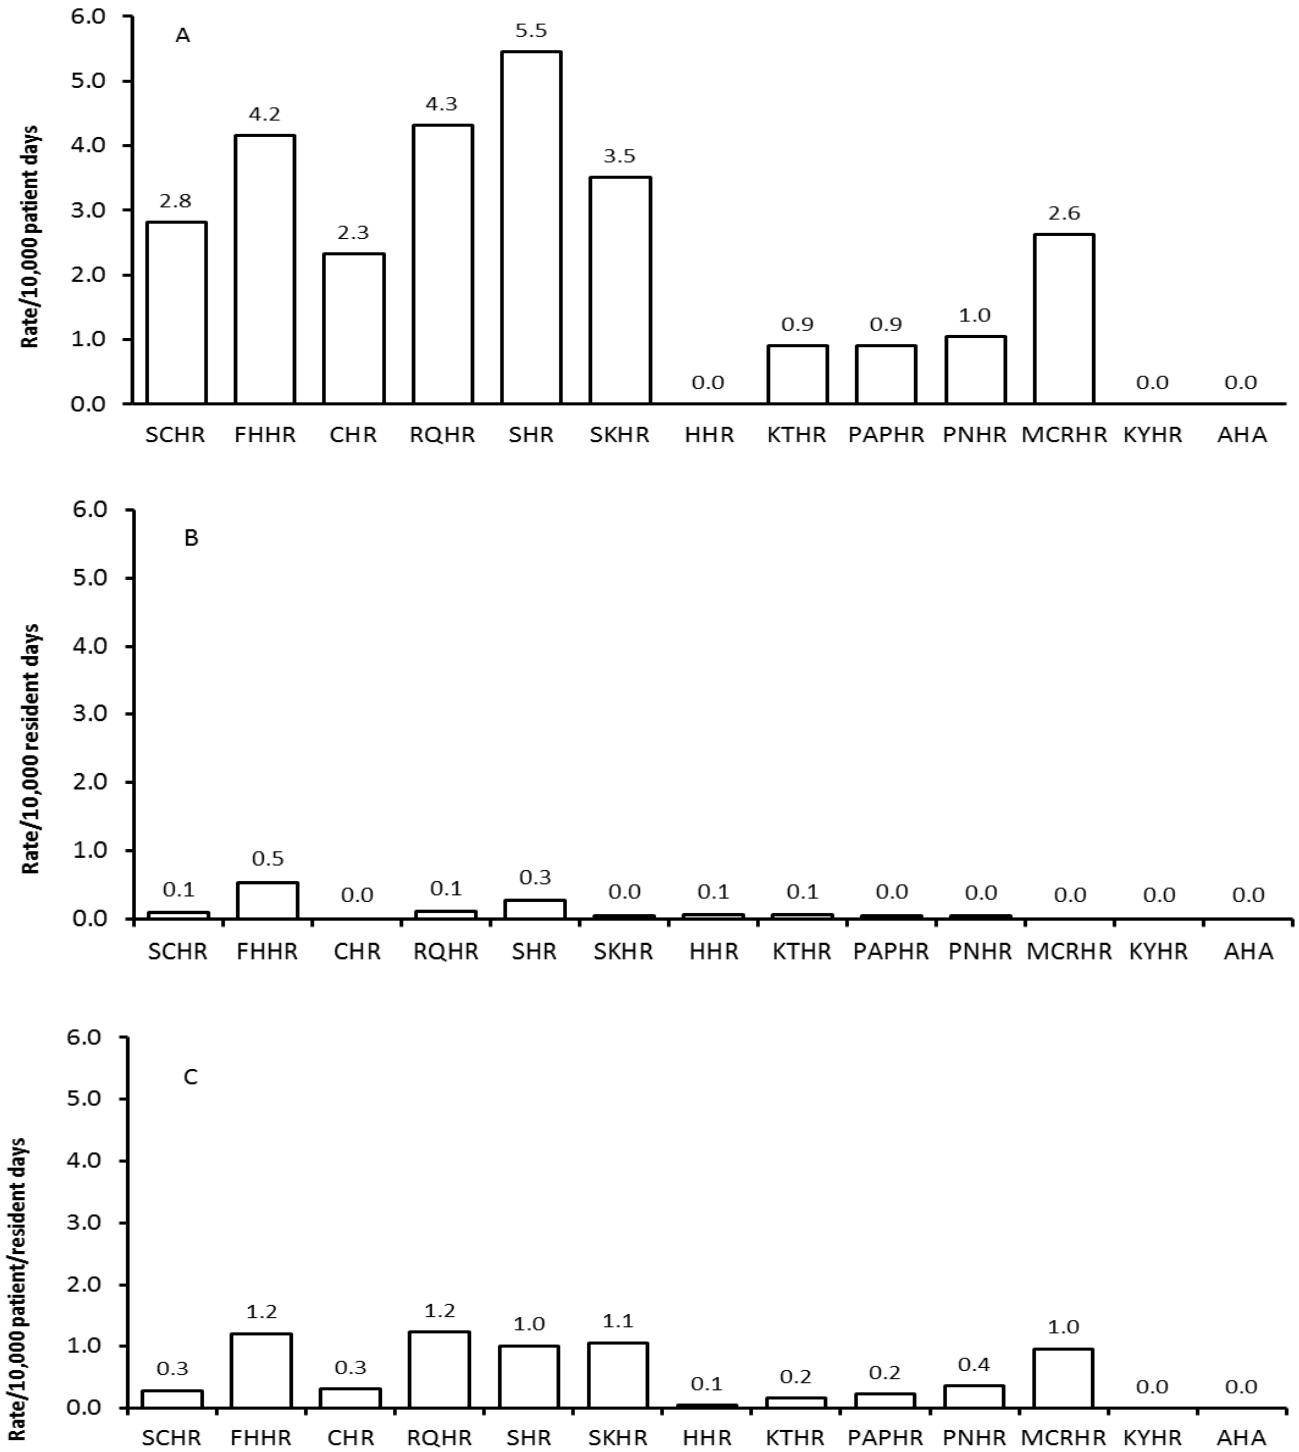 Rate/10,000 patient days
A
6.0
5.0
4.0
3.0
2.0
1.0
0.0
2.8 4.2 2.3 4.3 5.5 3.5 0.0 0.9 0.9 1.0 2.6 0.0 0.0
SCHR FHHR CHR RQHR SHR SKHR HHR KTHR PAPHR PNHR MCRHR KYHR AHA
Rate/10,000 resident days
B
6.0
5.0
4.0
3.0
2.0
1.0
0.0
0.1 0.5 0.0 0.1 0.3 0.0 0.1 0.1 0.0 0.0 0.0 0.0 0.0
SCHR FHHR CHR RQHR SHR SKHR HHR KTHR PAPHR PNHR MCRHR KYHR AHA
Rate/10,000 patient/resident days
C
6.0
5.0
4.0
3.0
2.0
1.0
0.0
0.3 1.2 0.3 1.2 1.0 1.1 0.1 0.2 0.2 0.4 1.0 0.0 0.0
SCHR FHHR CHR RQHR SHR SKHR HHR KTHR PAPHR PNHR MCRHR KYHR AHA